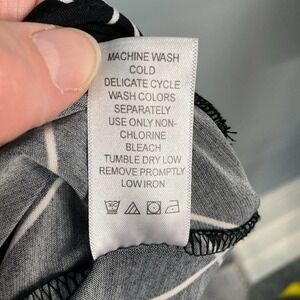 MACHINE WASH
COLD
DELICATE CYCLE
WASH COLORS
SEPARATELY
USE ONLY NON-
CHLORINE
BLEACH
TUMBLE DRY LOW
REMOVE PROMPTLY
LOW IRON